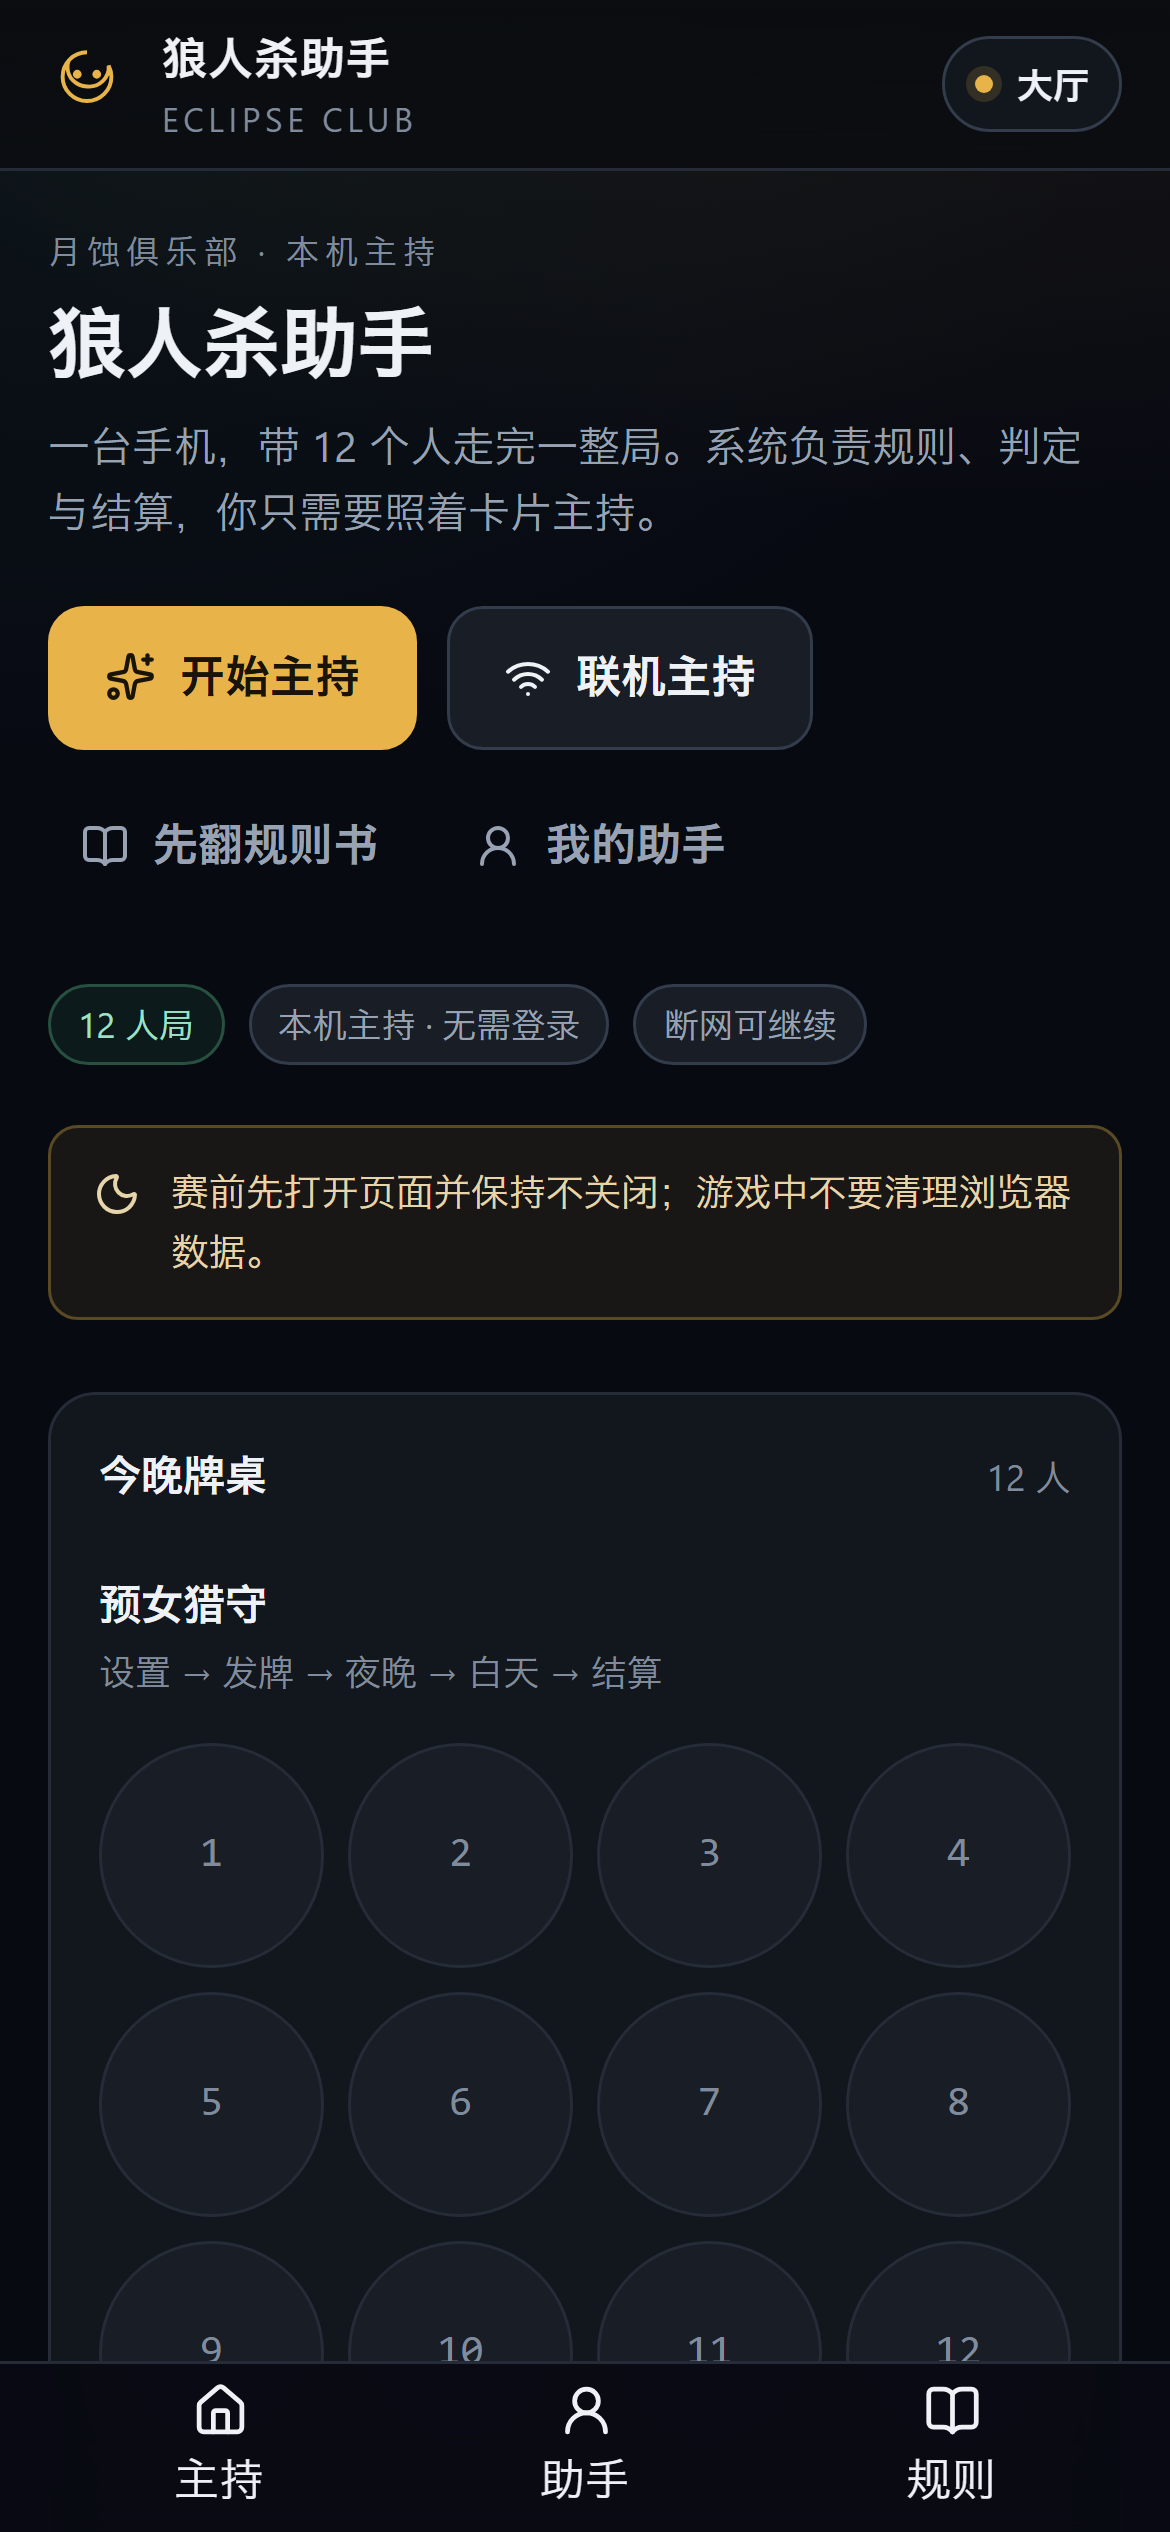 狼人杀助手
ECLIPSE CLUB
大厅
月蚀俱乐部 · 本机主持
狼人杀助手
一台手机，带 12 个人走完一整局。系统负责规则、判定
与结算，你只需要照着卡片主持。
开始主持
联机主持
先翻规则书
我的助手
12 人局
本机主持 · 无需登录
断网可继续
赛前先打开页面并保持不关闭；游戏中不要清理浏览器
数据。
今晚牌桌
12 人
预女猎守
设置 → 发牌 → 夜晚 → 白天 → 结算
1 2 3 4
5 6 7 8
9 10 11 12
主持
助手
规则